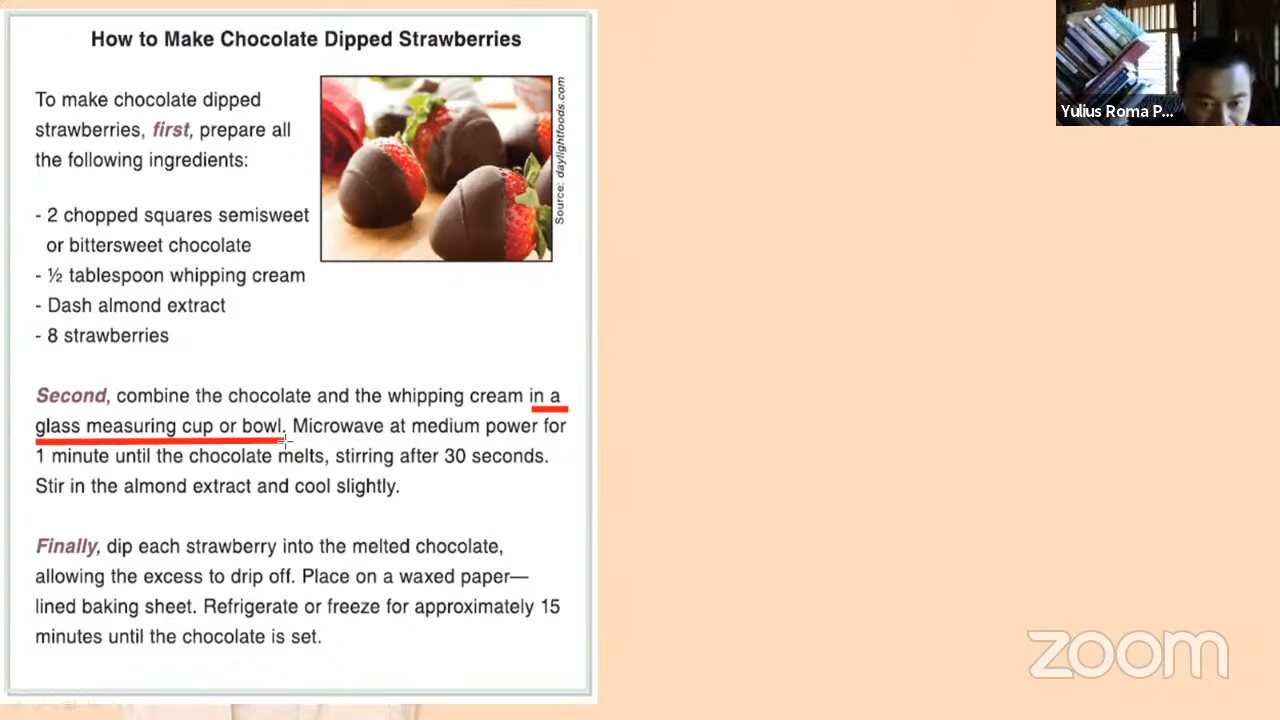 How to Make Chocolate Dipped Strawberries
To make chocolate dipped
strawberries, first, prepare all
the following ingredients:
- 2 chopped squares semisweet
or bittersweet chocolate
- ½ tablespoon whipping cream
- Dash almond extract
- 8 strawberries
Source: daylightfoods.com
Second, combine the chocolate and the whipping cream in a
glass measuring cup or bowl. Microwave at medium power for
1 minute until the chocolate melts, stirring after 30 seconds.
Stir in the almond extract and cool slightly.
Finally, dip each strawberry into the melted chocolate,
allowing the excess to drip off. Place on a waxed paper—
lined baking sheet. Refrigerate or freeze for approximately 15
minutes until the chocolate is set.
Yulius Roma P...
zoom